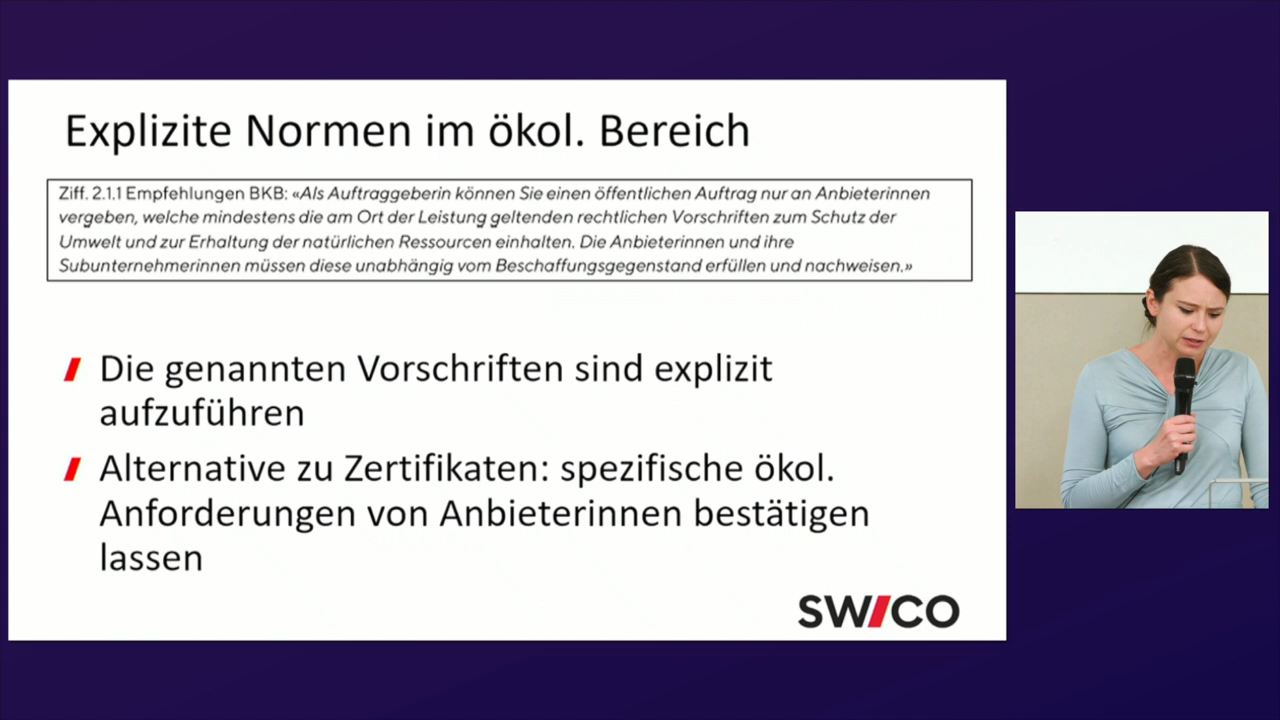 Explizite Normen im ökol. Bereich
Ziff. 2.1.1 Empfehlungen BKB: «Als Auftraggeberin können Sie einen öffentlichen Auftrag nur an Anbieterinnen
vergeben, welche mindestens die am Ort der Leistung geltenden rechtlichen Vorschriften zum Schutz der
Umwelt und zur Erhaltung der natürlichen Ressourcen einhalten. Die Anbieterinnen und ihre
Subunternehmerinnen müssen diese unabhängig vom Beschaffungsgegenstand erfüllen und nachweisen.»
Die genannten Vorschriften sind explizit
aufzuführen
Alternative zu Zertifikaten: spezifische ökol.
Anforderungen von Anbieterinnen bestätigen
lassen
SWICO